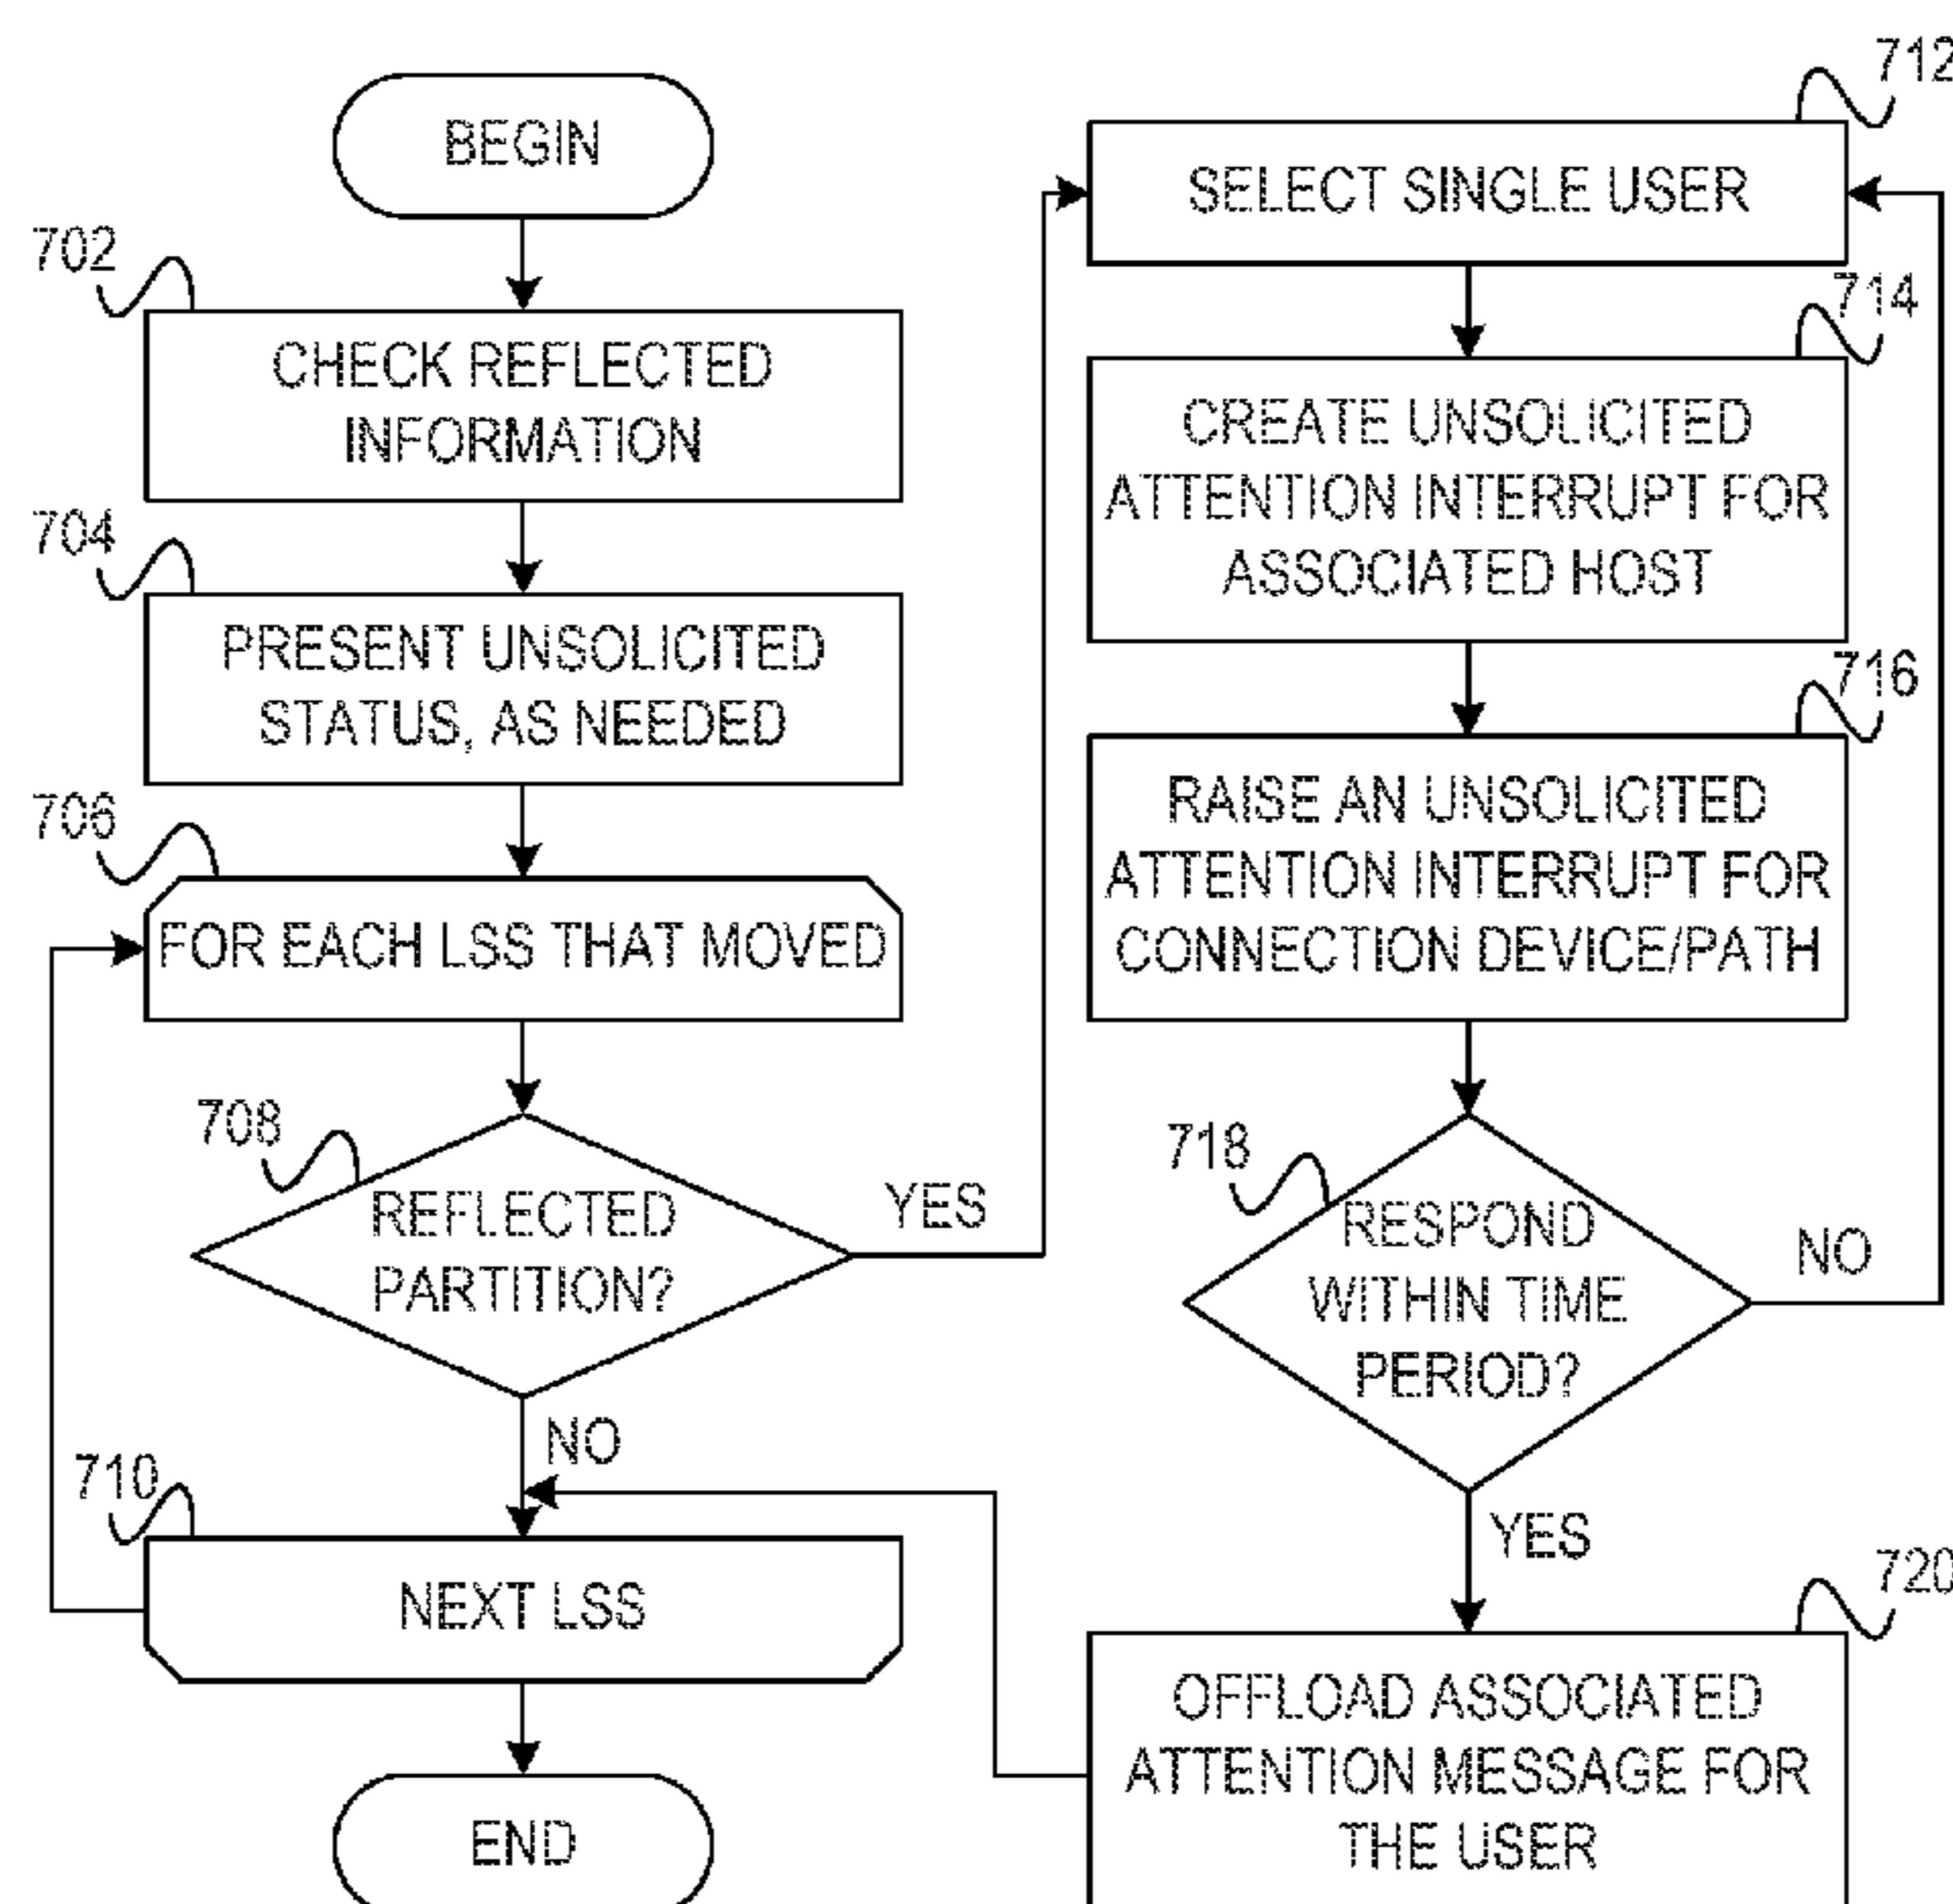 BEGIN
702
CHECK REFLECTED
INFORMATION
704
PRESENT UNSOLICITED
STATUS, AS NEEDED
706
FOR EACH LSS THAT MOVED
708
REFLECTED
PARTITION?
YES
NO
710
NEXT LSS
END
712
SELECT SINGLE USER
714
CREATE UNSOLICITED
ATTENTION INTERRUPT FOR
ASSOCIATED HOST
716
RAISE AN UNSOLICITED
ATTENTION INTERRUPT FOR
CONNECTION DEVICE/PATH
718
RESPOND
WITHIN TIME
PERIOD?
NO
YES
720
OFFLOAD ASSOCIATED
ATTENTION MESSAGE FOR
THE USER